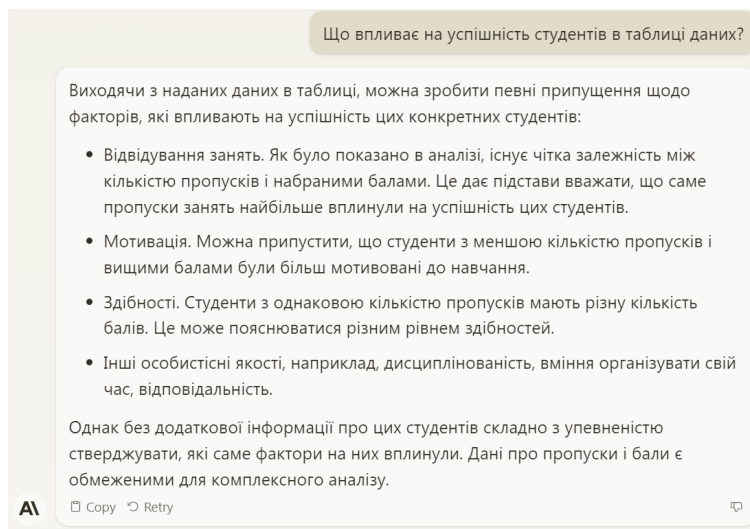 Що впливає на успішність студентів в таблиці даних?
Виходячи з наданих даних в таблиці, можна зробити певні припущення щодо
факторів, які впливають на успішність цих конкретних студентів:
• Відвідування занять. Як було показано в аналізі, існує чітка залежність між
кількістю пропусків і набраними балами. Це дає підстави вважати, що саме
пропуски занять найбільше вплинули на успішність цих студентів.
• Мотивація. Можна припустити, що студенти з меншою кількістю пропусків і
вищими балами були більш мотивовані до навчання.
• Здібності. Студенти з однаковою кількістю пропусків мають різну кількість
балів. Це може пояснюватися різним рівнем здібностей.
• Інші особистісні якості, наприклад, дисциплінованість, вміння організувати свій
час, відповідальність.
Однак без додаткової інформації про цих студентів складно з упевненістю
стверджувати, які саме фактори на них вплинули. Дані про пропуски і бали є
обмеженими для комплексного аналізу.
A\ Copy Retry